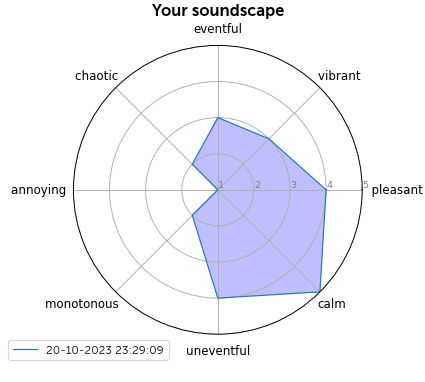 Your soundscape
eventful
chaotic
vibrant
annoying
1 2 3 4 5
pleasant
monotonous
calm
uneventful
20-10-2023 23:29:09